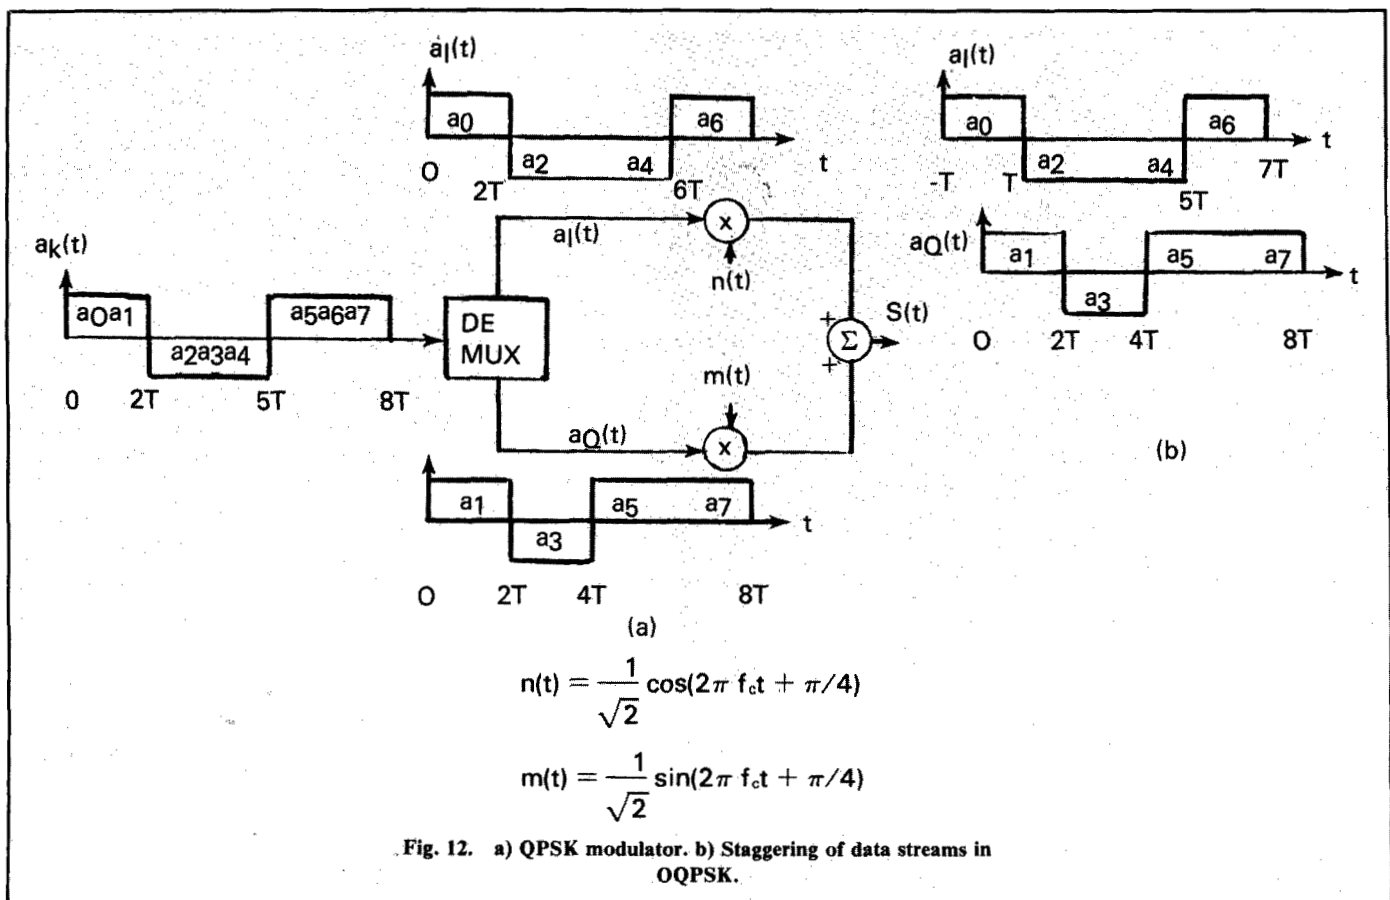 aI(t)
a0
a6
a2
a4
t
0
2T
6T
aI(t)
a0
a6
a2
a4
t
-T
T
5T
7T
ak(t)
a0a1
a5a6a7
a2a3a4
0
2T
5T
8T
DE
MUX
aI(t)
x
n(t)
+
Σ
+
S(t)
m(t)
aQ(t)
x
aQ(t)
a1
a5
a7
a3
t
0
2T
4T
8T
(b)
a1
a5
a7
a3
t
0
2T
4T
8T
(a)
n(t) = 1/√2 cos(2π fct + π/4)
m(t) = 1/√2 sin(2π fct + π/4)
Fig. 12. a) QPSK modulator. b) Staggering of data streams in
OQPSK.